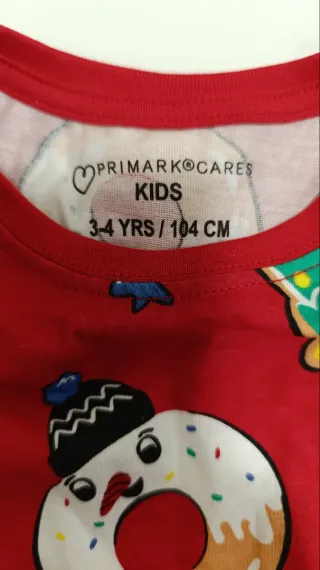 PRIMARK®CARES
KIDS
3-4 YRS / 104 CM